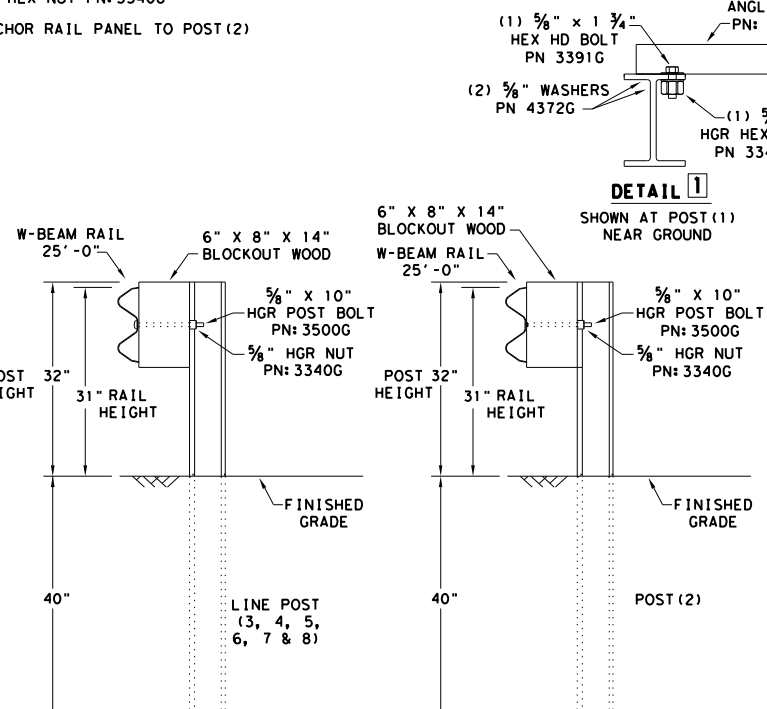 HEX NUT PN:3340G
CHOR RAIL PANEL TO POST(2)
(1) ⅝" x 1 ¾"
HEX HD BOLT
PN 3391G
ANGL
PN:
(2) ⅝" WASHERS
PN 4372G
(1)
HGR HEX
PN 334
DETAIL 1
SHOWN AT POST(1)
NEAR GROUND
W-BEAM RAIL
25'-0"
6" X 8" X 14"
BLOCKOUT WOOD
⅝" X 10"
HGR POST BOLT
PN:3500G
⅝" HGR NUT
PN:3340G
OST 32"
IGHT
31" RAIL
HEIGHT
FINISHED
GRADE
40"
LINE POST
(3, 4, 5,
6, 7 & 8)
6" X 8" X 14"
BLOCKOUT WOOD
W-BEAM RAIL
25'-0"
⅝" X 10"
HGR POST BOLT
PN:3500G
⅝" HGR NUT
PN:3340G
POST 32"
HEIGHT
31" RAIL
HEIGHT
FINISHED
GRADE
40"
POST(2)